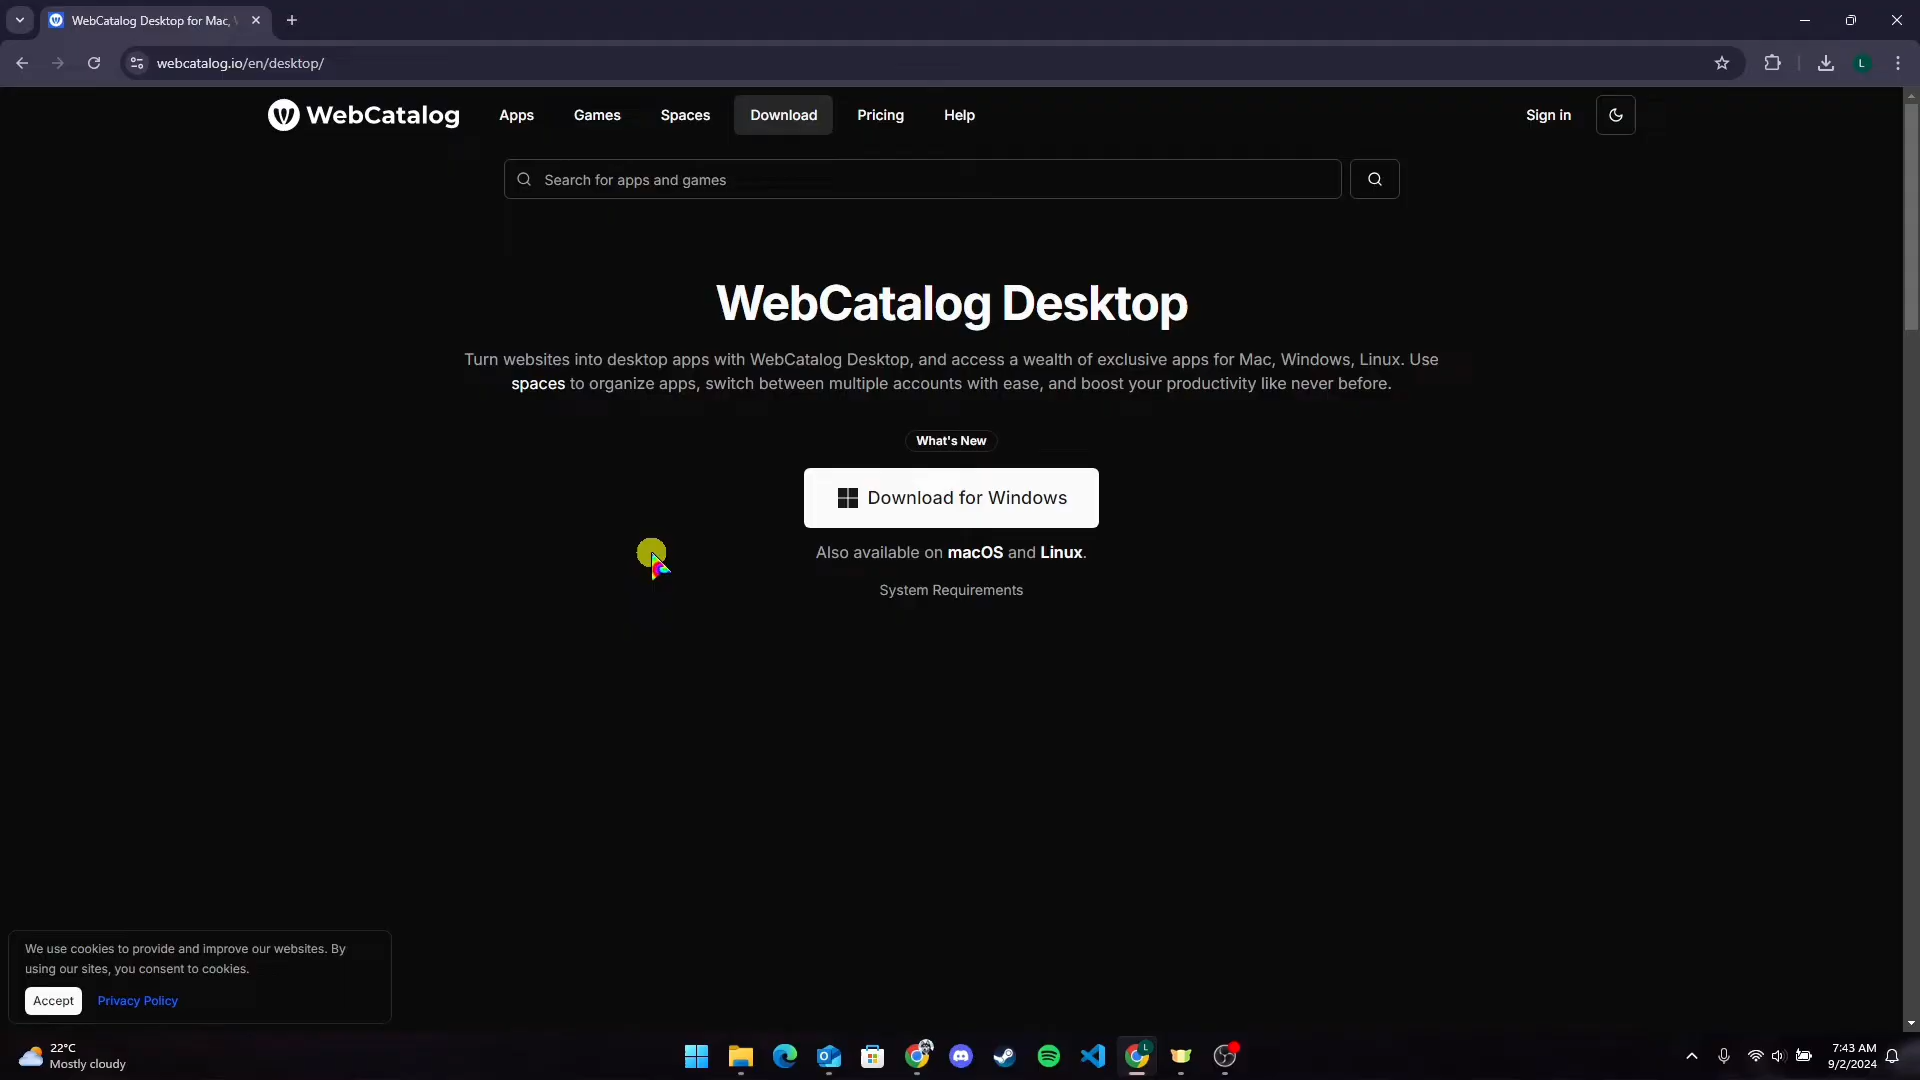 WebCatalog Desktop for Mac,
webcatalog.io/en/desktop/
L
WebCatalog
Apps
Games
Spaces
Download
Pricing
Help
Sign in
Search for apps and games
WebCatalog Desktop
Turn websites into desktop apps with WebCatalog Desktop, and access a wealth of exclusive apps for Mac, Windows, Linux. Use
spaces to organize apps, switch between multiple accounts with ease, and boost your productivity like never before.
What's New
Download for Windows
Also available on macOS and Linux.
System Requirements
We use cookies to provide and improve our websites. By
using our sites, you consent to cookies.
Accept
Privacy Policy
22°C
Mostly cloudy
7:43 AM
9/2/2024